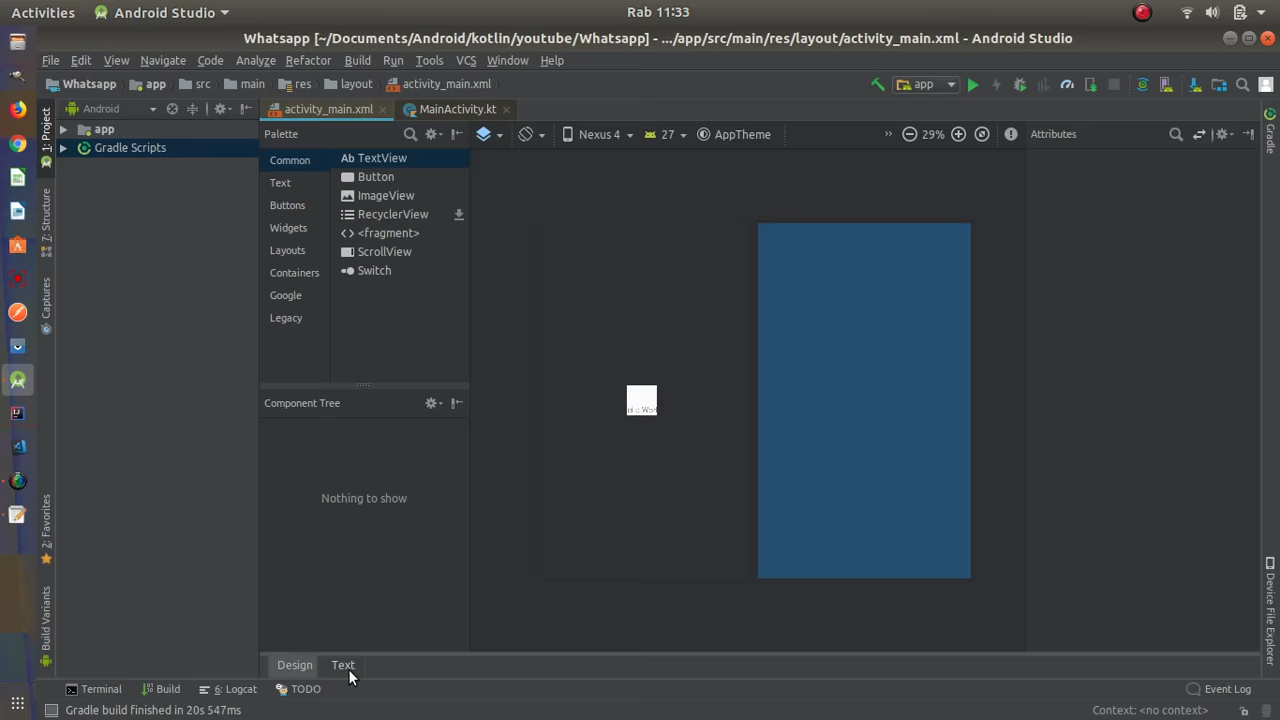 Activities
Android Studio
Rab 11:33
Whatsapp [~/Documents/Android/kotlin/youtube/Whatsapp] - .../app/src/main/res/layout/activity_main.xml - Android Studio
File Edit View Navigate Code Analyze Refactor Build Run Tools VCS Window Help
Whatsapp app src main res layout activity_main.xml
app
1: Project
Android
activity_main.xml
MainActivity.kt
Gradle
app
Gradle Scripts
Palette
Nexus 4
27
AppTheme
29%
Attributes
Common
Text
Buttons
Widgets
Layouts
Containers
Google
Legacy
Ab TextView
Button
ImageView
RecyclerView
<fragment>
ScrollView
Switch
7: Structure
Captures
Component Tree
Nothing to show
2: Favorites
Build Variants
Device File Explorer
Design
Text
Terminal
Build
6: Logcat
TODO
Event Log
Gradle build finished in 20s 547ms
Context: <no context>